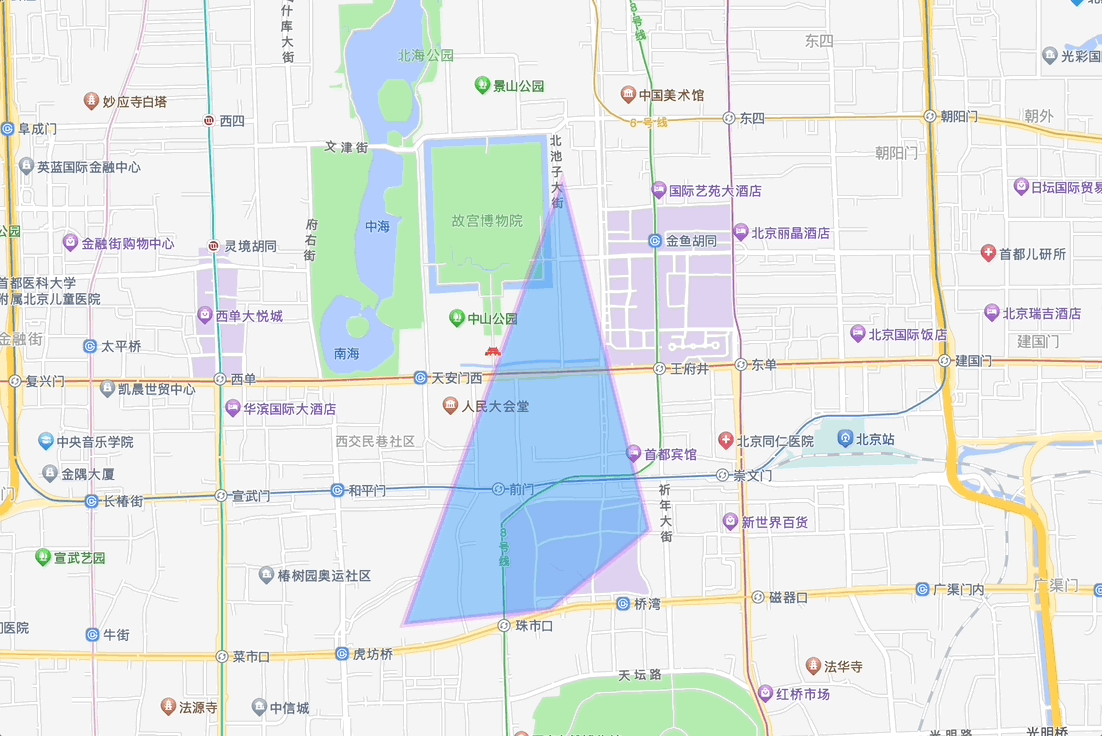 什库大街
8号线
东四
北海公园
光彩国
景山公园
中国美术馆
妙应寺白塔
西四
6号线
东四
朝阳门
朝外
阜成门
文津街
北池子大街
朝阳门
英蓝国际金融中心
国际艺苑大酒店
日坛国际贸易
故宫博物院
中海
府右街
公园
金融街购物中心
灵境胡同
金鱼胡同
北京丽晶酒店
首都儿研所
首都医科大学
附属北京儿童医院
西单大悦城
中山公园
北京瑞吉酒店
金融街
太平桥
南海
北京国际饭店
建国门
建国门
复兴门
凯晨世贸中心
西单
天安门西
王府井
东单
华滨国际大酒店
人民大会堂
中央音乐学院
西交民巷社区
北京同仁医院
北京站
金隅大厦
首都宾馆
崇文门
门
长椿街
宣武门
和平门
前门
祈年大街
新世界百货
8号线
宣武艺园
椿树园奥运社区
广渠门内
广渠门
桥湾
磁器口
医院
牛街
珠市口
菜市口
虎坊桥
天坛路
法华寺
红桥市场
法源寺
中信城
光明路
光明桥